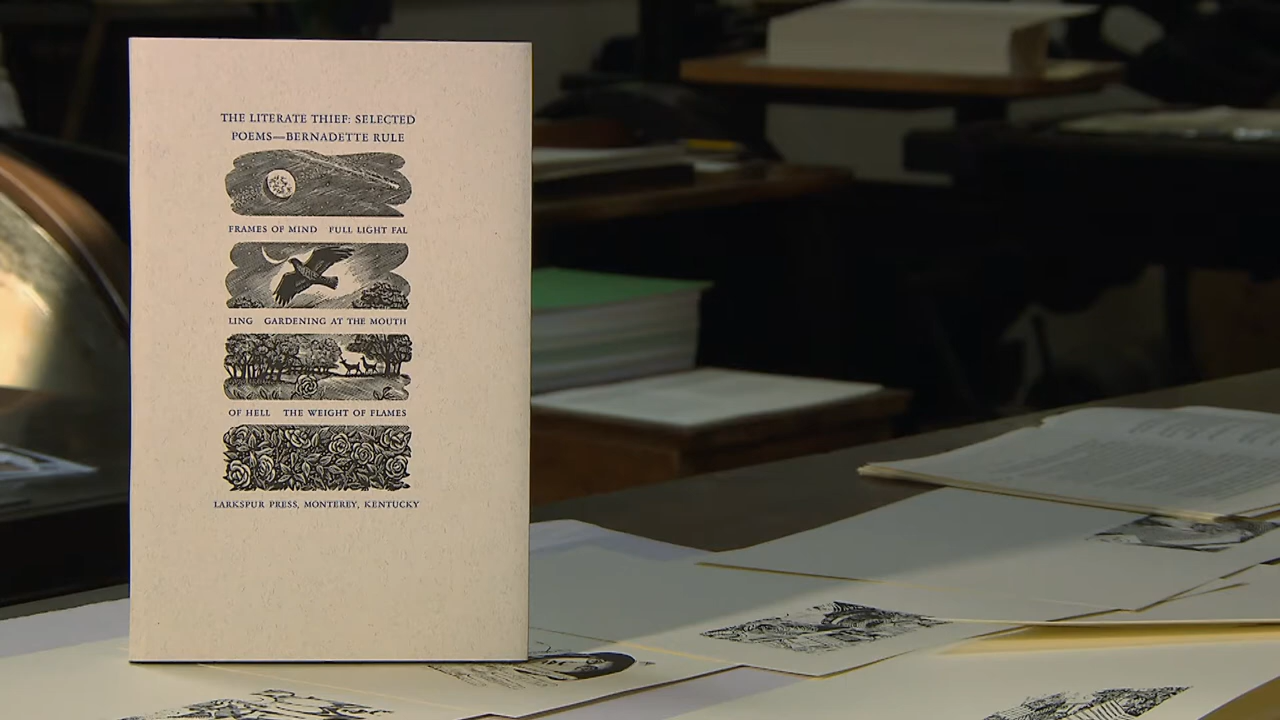 THE LITERATE THIEF: SELECTED
POEMS—BERNADETTE RULE
FRAMES OF MIND FULL LIGHT FAL
LING GARDENING AT THE MOUTH
OF HELL THE WEIGHT OF FLAMES
LARKSPUR PRESS, MONTEREY, KENTUCKY